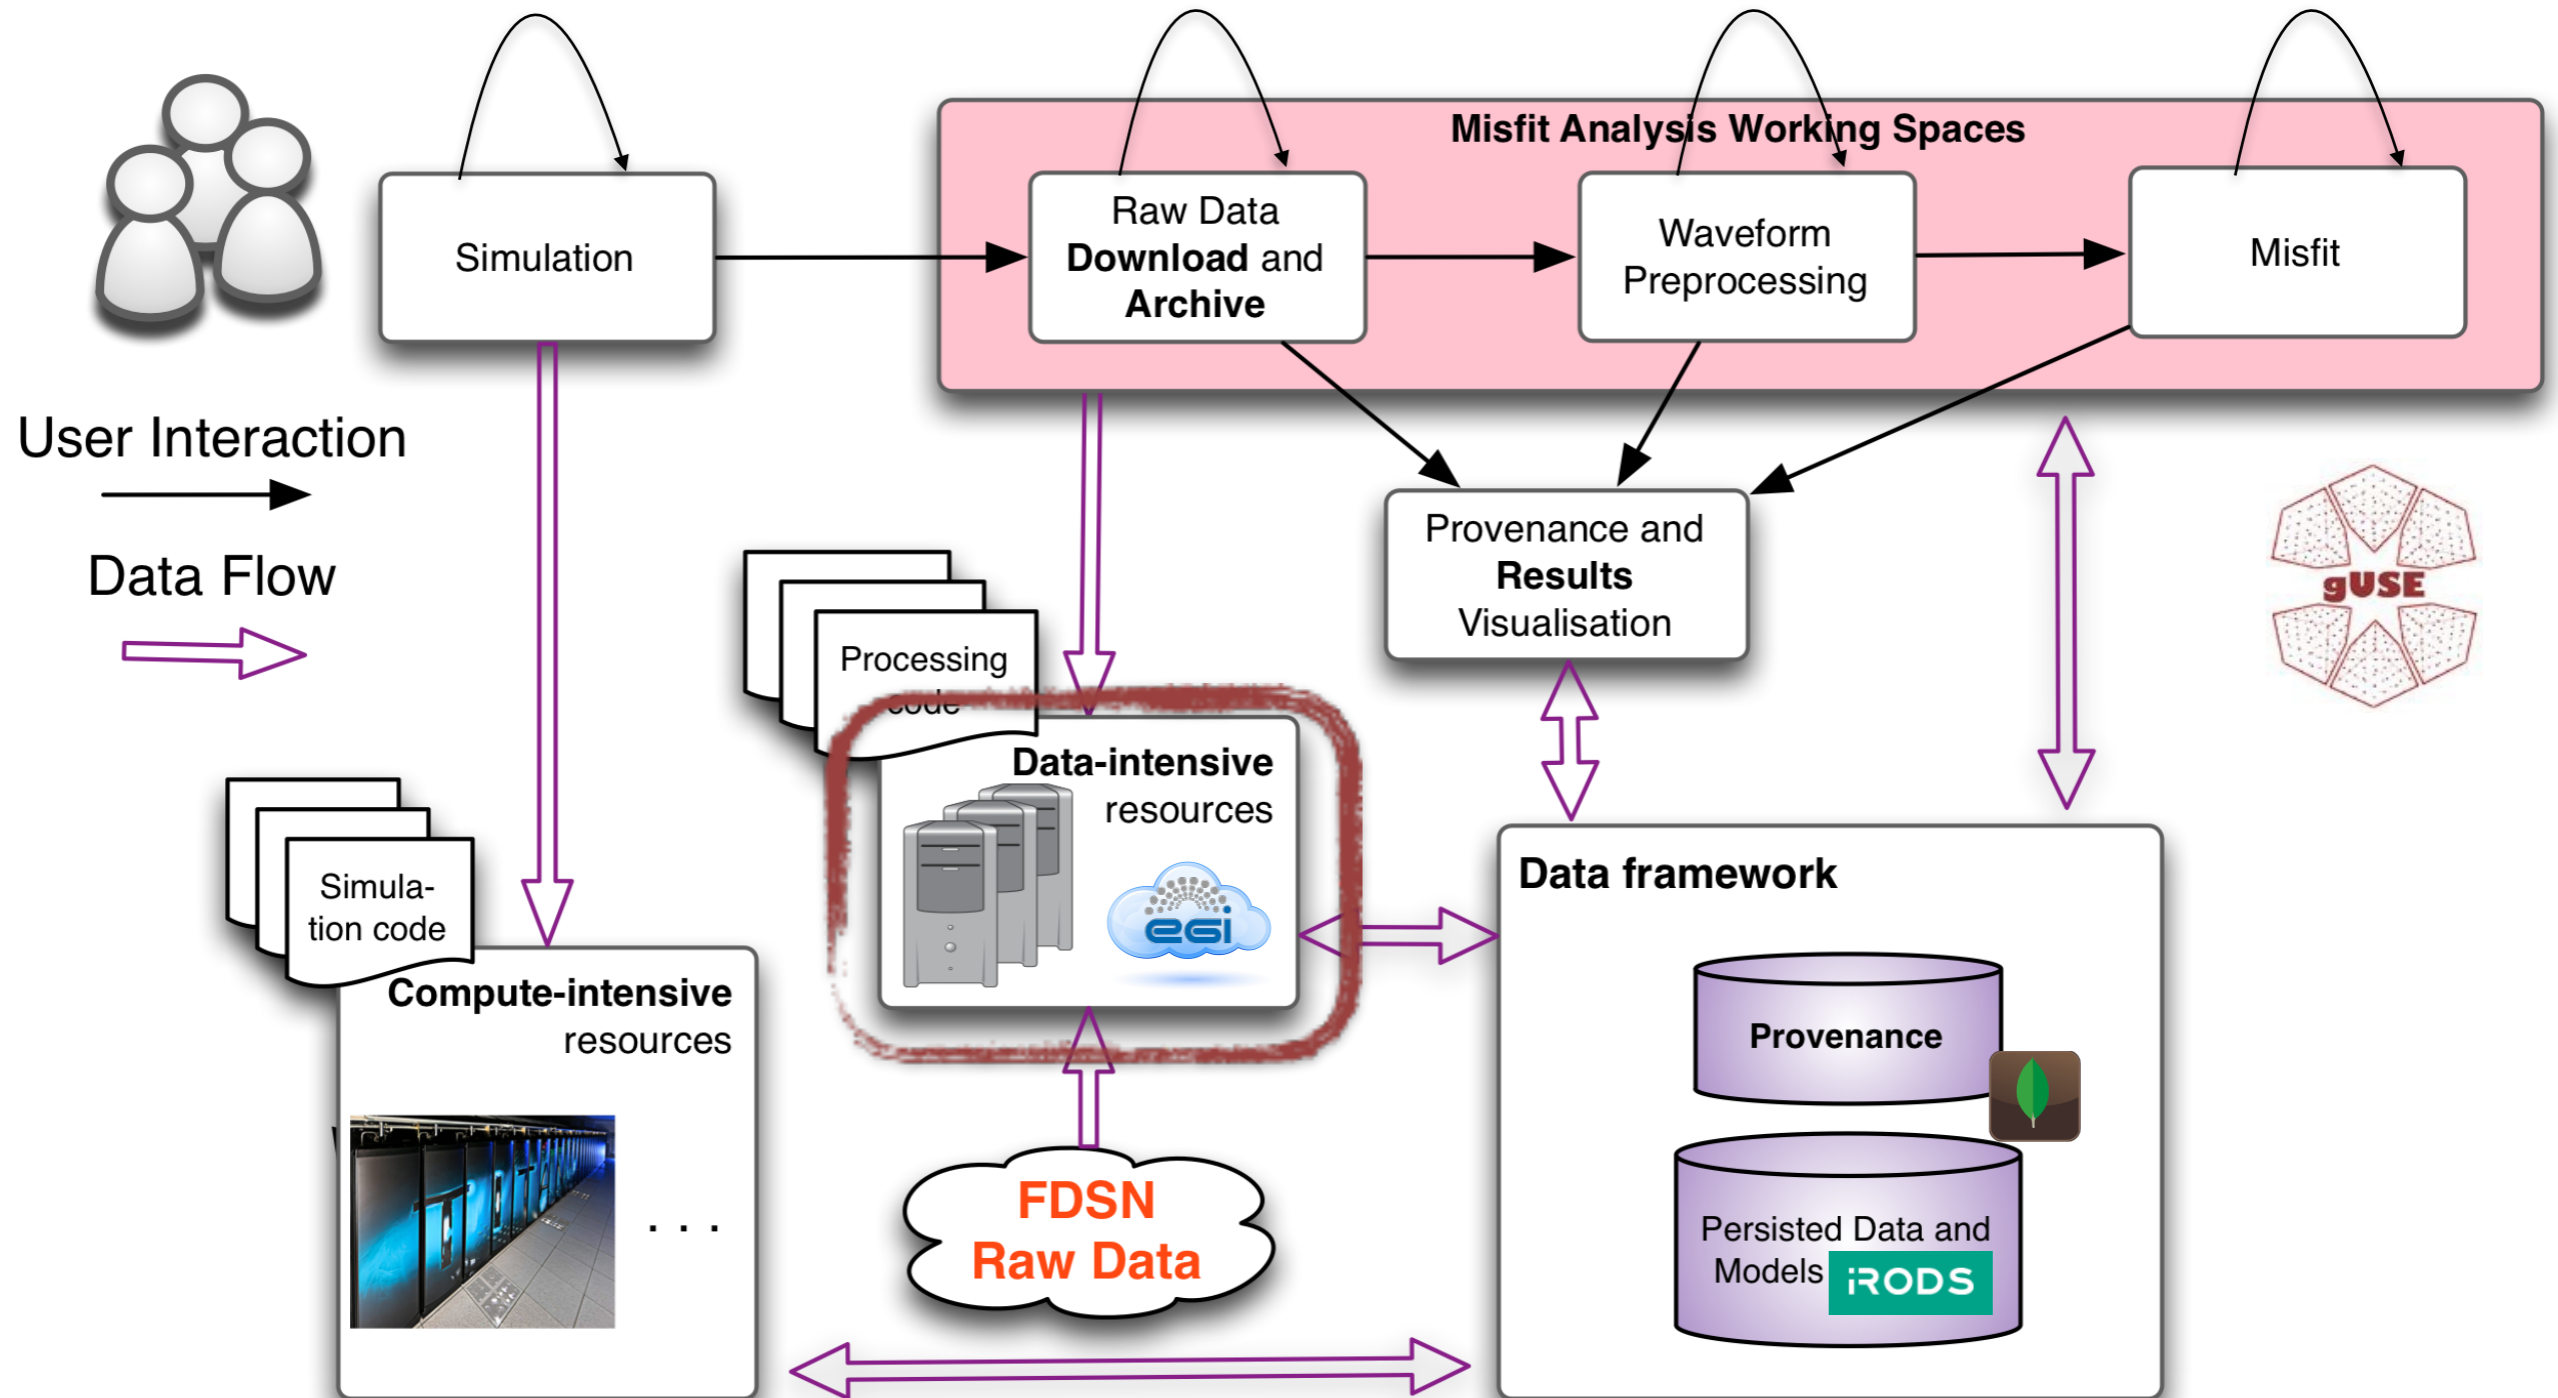 Misfit Analysis Working Spaces
Simulation
Raw Data
Download and
Archive
Waveform
Preprocessing
Misfit
User Interaction
Data Flow
Provenance and
Results
Visualisation
gUSE
Processing
code
Data-intensive
resources
egi
Simula-
tion code
Compute-intensive
resources
. . .
FDSN
Raw Data
Data framework
Provenance
Persisted Data and
Models iRODS